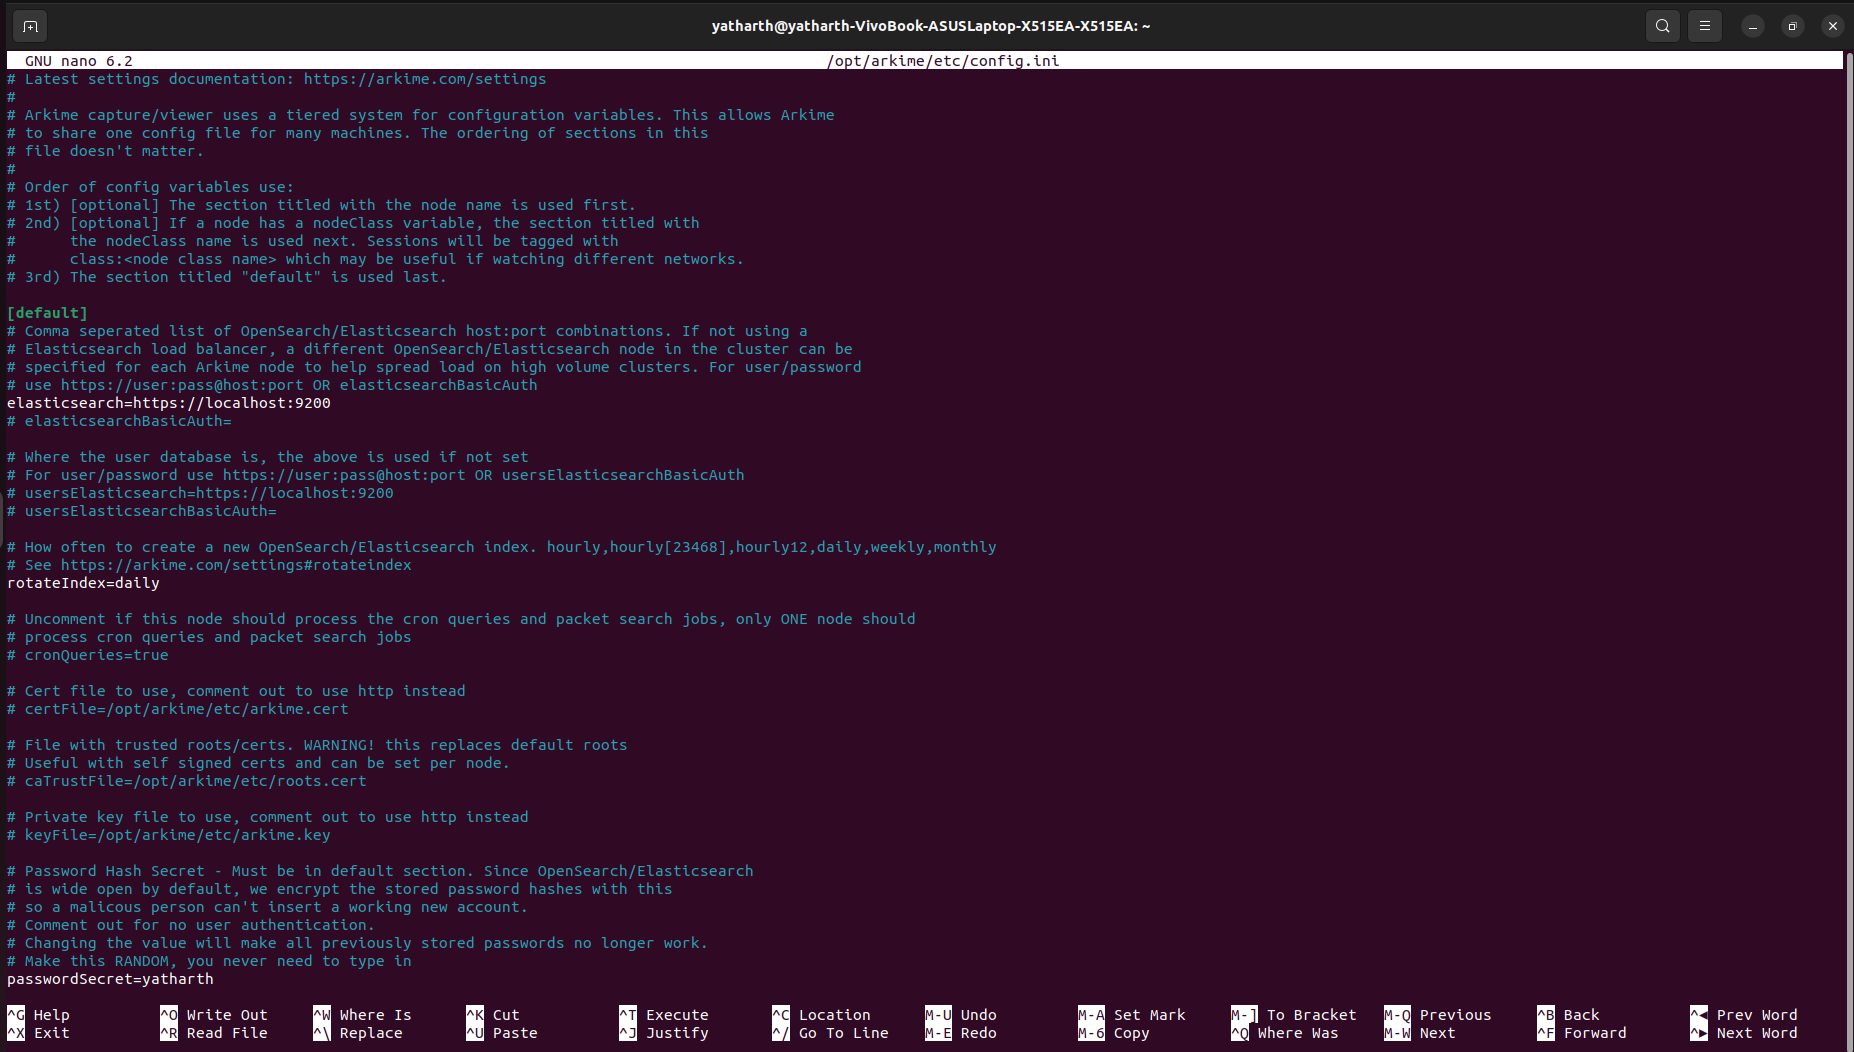 yatharth@yatharth-VivoBook-ASUSLaptop-X515EA-X515EA: ~
GNU nano 6.2 /opt/arkime/etc/config.ini
# Latest settings documentation: https://arkime.com/settings
#
# Arkime capture/viewer uses a tiered system for configuration variables. This allows Arkime
# to share one config file for many machines. The ordering of sections in this
# file doesn't matter.
#
# Order of config variables use:
# 1st) [optional] The section titled with the node name is used first.
# 2nd) [optional] If a node has a nodeClass variable, the section titled with
#      the nodeClass name is used next. Sessions will be tagged with
#      class:<node class name> which may be useful if watching different networks.
# 3rd) The section titled "default" is used last.
[default]
# Comma seperated list of OpenSearch/Elasticsearch host:port combinations. If not using a
# Elasticsearch load balancer, a different OpenSearch/Elasticsearch node in the cluster can be
# specified for each Arkime node to help spread load on high volume clusters. For user/password
# use https://user:pass@host:port OR elasticsearchBasicAuth
elasticsearch=https://localhost:9200
# elasticsearchBasicAuth=
# Where the user database is, the above is used if not set
# For user/password use https://user:pass@host:port OR usersElasticsearchBasicAuth
# usersElasticsearch=https://localhost:9200
# usersElasticsearchBasicAuth=
# How often to create a new OpenSearch/Elasticsearch index. hourly,hourly[23468],hourly12,daily,weekly,monthly
# See https://arkime.com/settings#rotateindex
rotateIndex=daily
# Uncomment if this node should process the cron queries and packet search jobs, only ONE node should
# process cron queries and packet search jobs
# cronQueries=true
# Cert file to use, comment out to use http instead
# certFile=/opt/arkime/etc/arkime.cert
# File with trusted roots/certs. WARNING! this replaces default roots
# Useful with self signed certs and can be set per node.
# caTrustFile=/opt/arkime/etc/roots.cert
# Private key file to use, comment out to use http instead
# keyFile=/opt/arkime/etc/arkime.key
# Password Hash Secret - Must be in default section. Since OpenSearch/Elasticsearch
# is wide open by default, we encrypt the stored password hashes with this
# so a malicous person can't insert a working new account.
# Comment out for no user authentication.
# Changing the value will make all previously stored passwords no longer work.
# Make this RANDOM, you never need to type in
passwordSecret=yatharth
^G Help ^O Write Out ^W Where Is ^K Cut ^T Execute ^C Location M-U Undo M-A Set Mark M-] To Bracket M-Q Previous ^B Back ^◀ Prev Word
^X Exit ^R Read File ^\ Replace ^U Paste ^J Justify ^/ Go To Line M-E Redo M-6 Copy ^Q Where Was M-W Next ^F Forward ^▶ Next Word